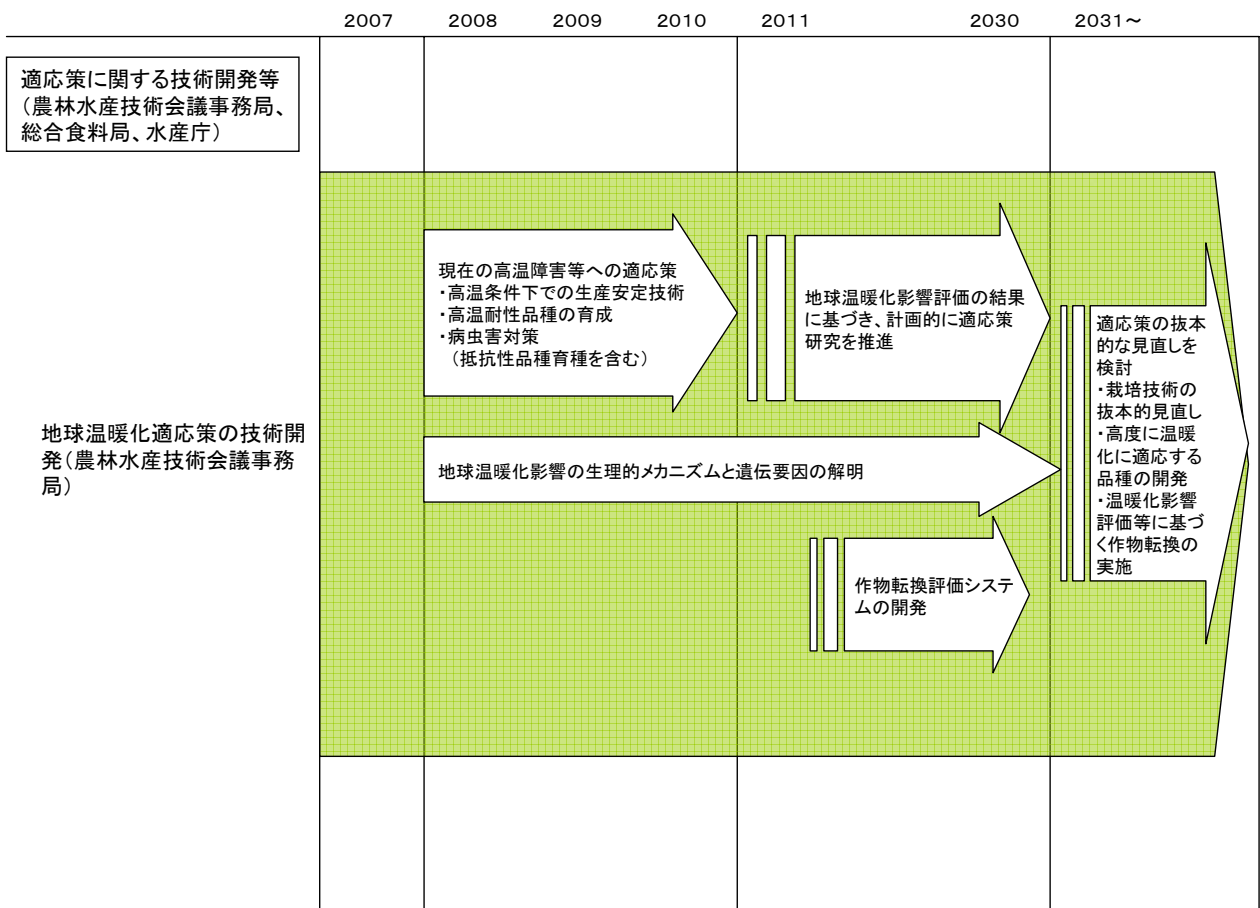 2007 2008 2009 2010 2011 2030 2031~
適応策に関する技術開発等
(農林水産技術会議事務局、
総合食料局、水産庁)
現在の高温障害等への適応策
・高温条件下での生産安定技術
・高温耐性品種の育成
・病虫害対策
(抵抗性品種育種を含む)
地球温暖化影響評価の結果
に基づき、計画的に適応策
研究を推進
適応策の抜本
的な見直しを
検討
・栽培技術の
抜本的見直し
・高度に温暖
化に適応する
品種の開発
・温暖化影響
評価等に基づ
く作物転換の
実施
地球温暖化適応策の技術開
発(農林水産技術会議事務
局)
地球温暖化影響の生理的メカニズムと遺伝要因の解明
作物転換評価システ
ムの開発